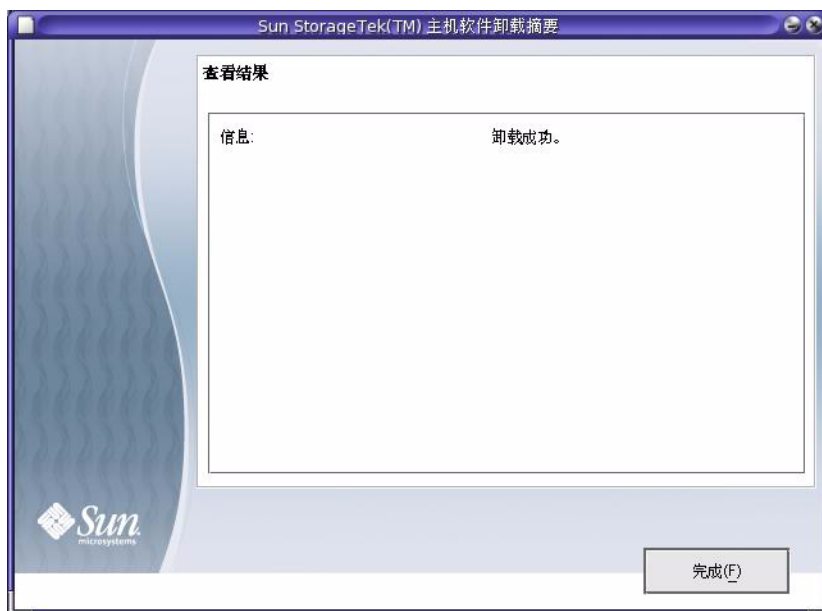 Sun StorageTek(TM) 主机软件卸载摘要
查看结果
信息: 卸载成功。
Sun
microsystems
完成(F)